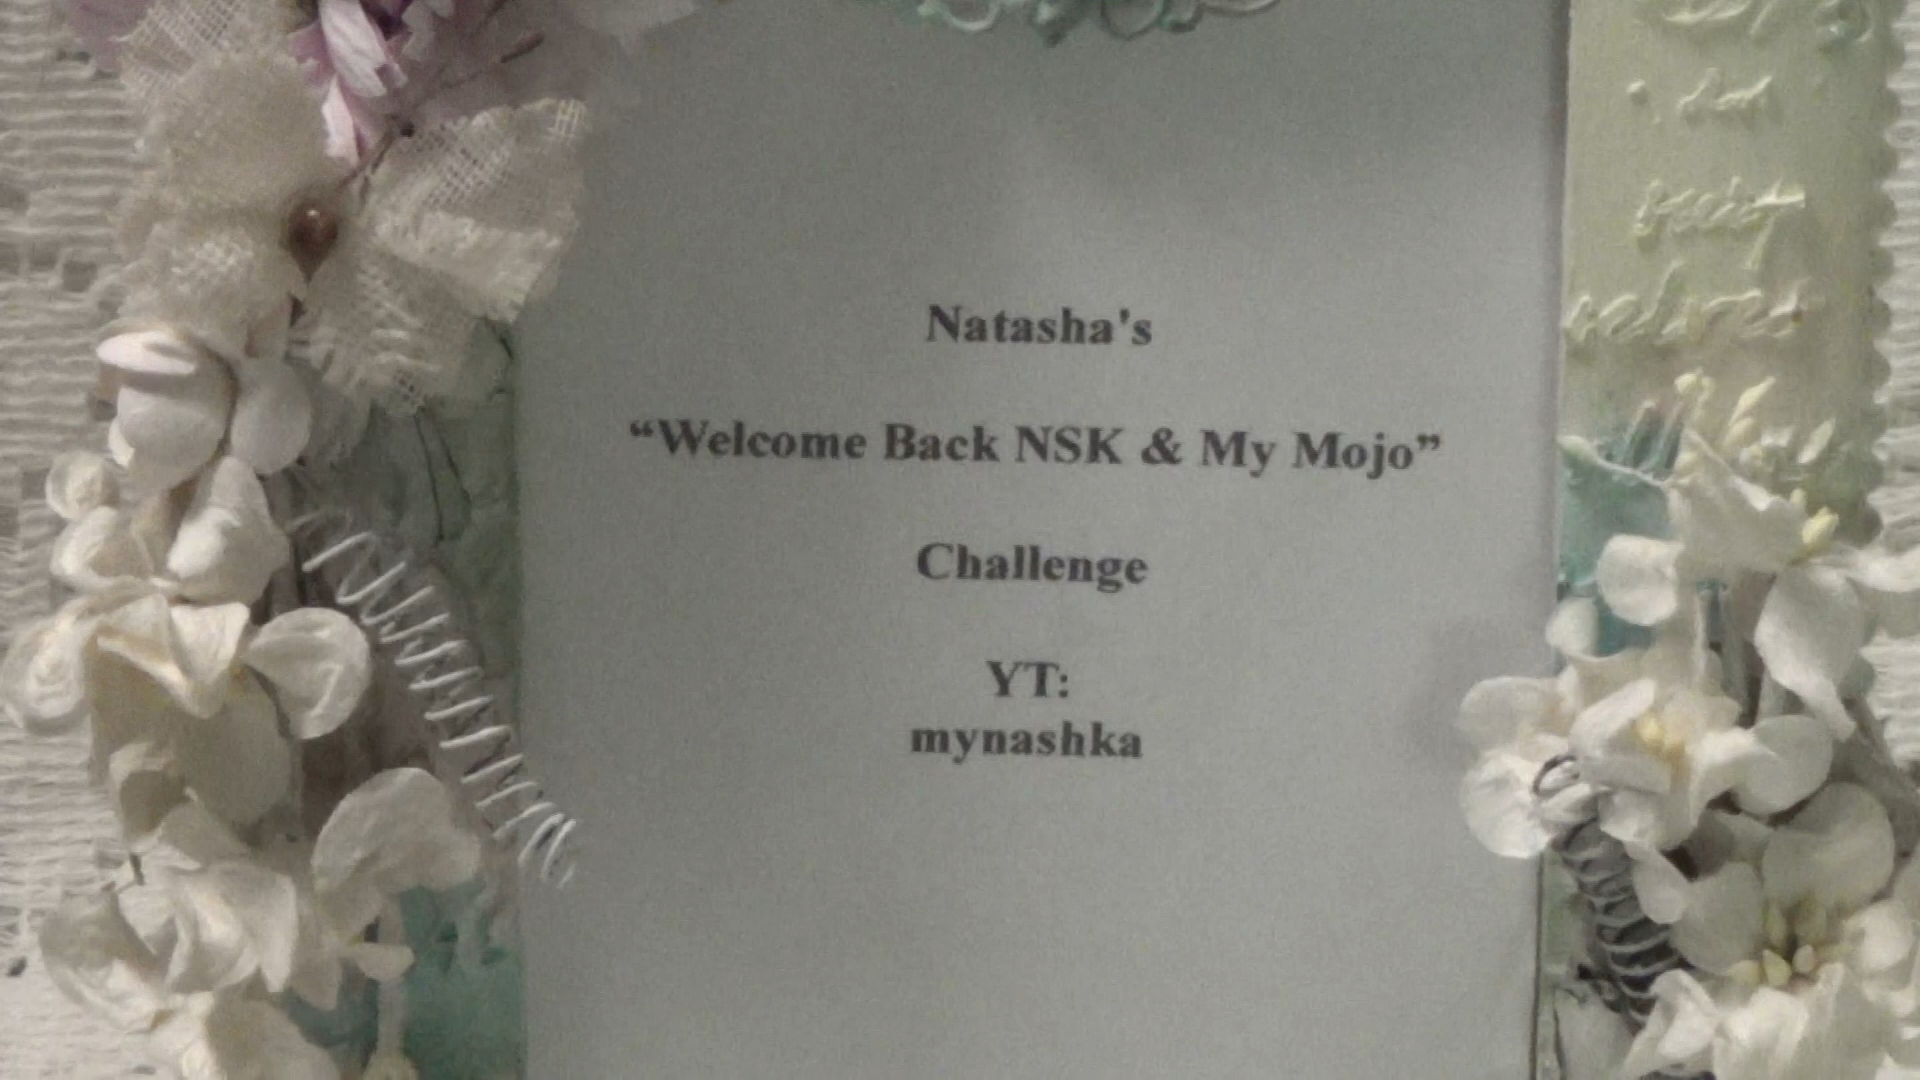 Natasha's
“Welcome Back NSK & My Mojo”
Challenge
YT:
mynashka